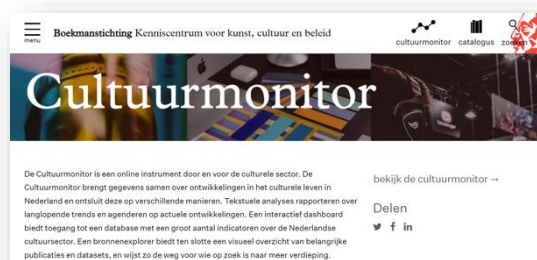 menu
Boekmanstichting Kenniscentrum voor kunst, cultuur en beleid
cultuurmonitor catalogus zoeken
Cultuurmonitor
De Cultuurmonitor is een online instrument door en voor de culturele sector. De
Cultuurmonitor brengt gegevens samen over ontwikkelingen in het culturele leven in
Nederland en ontsluit deze op verschillende manieren. Tekstuele analyses rapporteren over
langlopende trends en agenderen op actuele ontwikkelingen. Een interactief dashboard
biedt toegang tot een database met een groot aantal indicatoren over de Nederlandse
cultuursector. Een bronnenexplorer biedt ten slotte een visueel overzicht van belangrijke
publicaties en datasets, en wijst zo de weg voor wie op zoek is naar meer verdieping.
bekijk de cultuurmonitor →
Delen